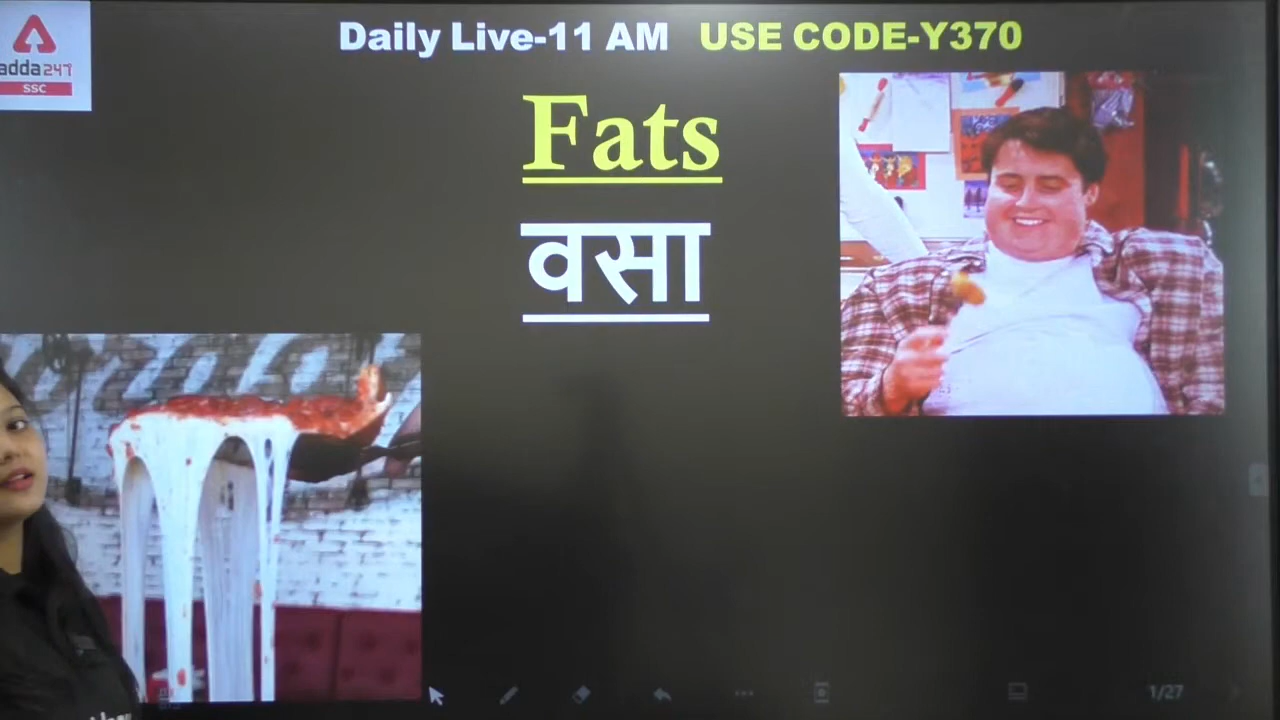 Daily Live-11 AM USE CODE-Y370
adda247
SSC
Fats
वसा
1/27